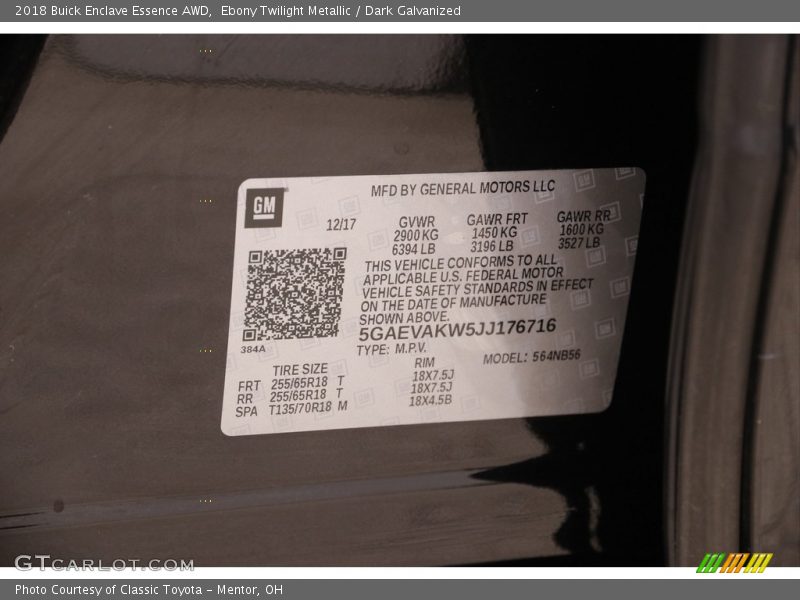 2018 Buick Enclave Essence AWD,  Ebony Twilight Metallic / Dark Galvanized
MFD BY GENERAL MOTORS LLC
GM
12/17 GVWR GAWR FRT GAWR RR
2900 KG 1450 KG 1600 KG
6394 LB 3196 LB 3527 LB
THIS VEHICLE CONFORMS TO ALL
APPLICABLE U.S. FEDERAL MOTOR
VEHICLE SAFETY STANDARDS IN EFFECT
ON THE DATE OF MANUFACTURE
SHOWN ABOVE.
5GAEVAKW5JJ176716
384A
TYPE: M.P.V. MODEL: 564NB56
TIRE SIZE RIM
FRT 255/65R18 T 18X7.5J
RR 255/65R18 T 18X7.5J
SPA T135/70R18 M 18X4.5B
GTCARLOT.COM
Photo Courtesy of Classic Toyota - Mentor, OH